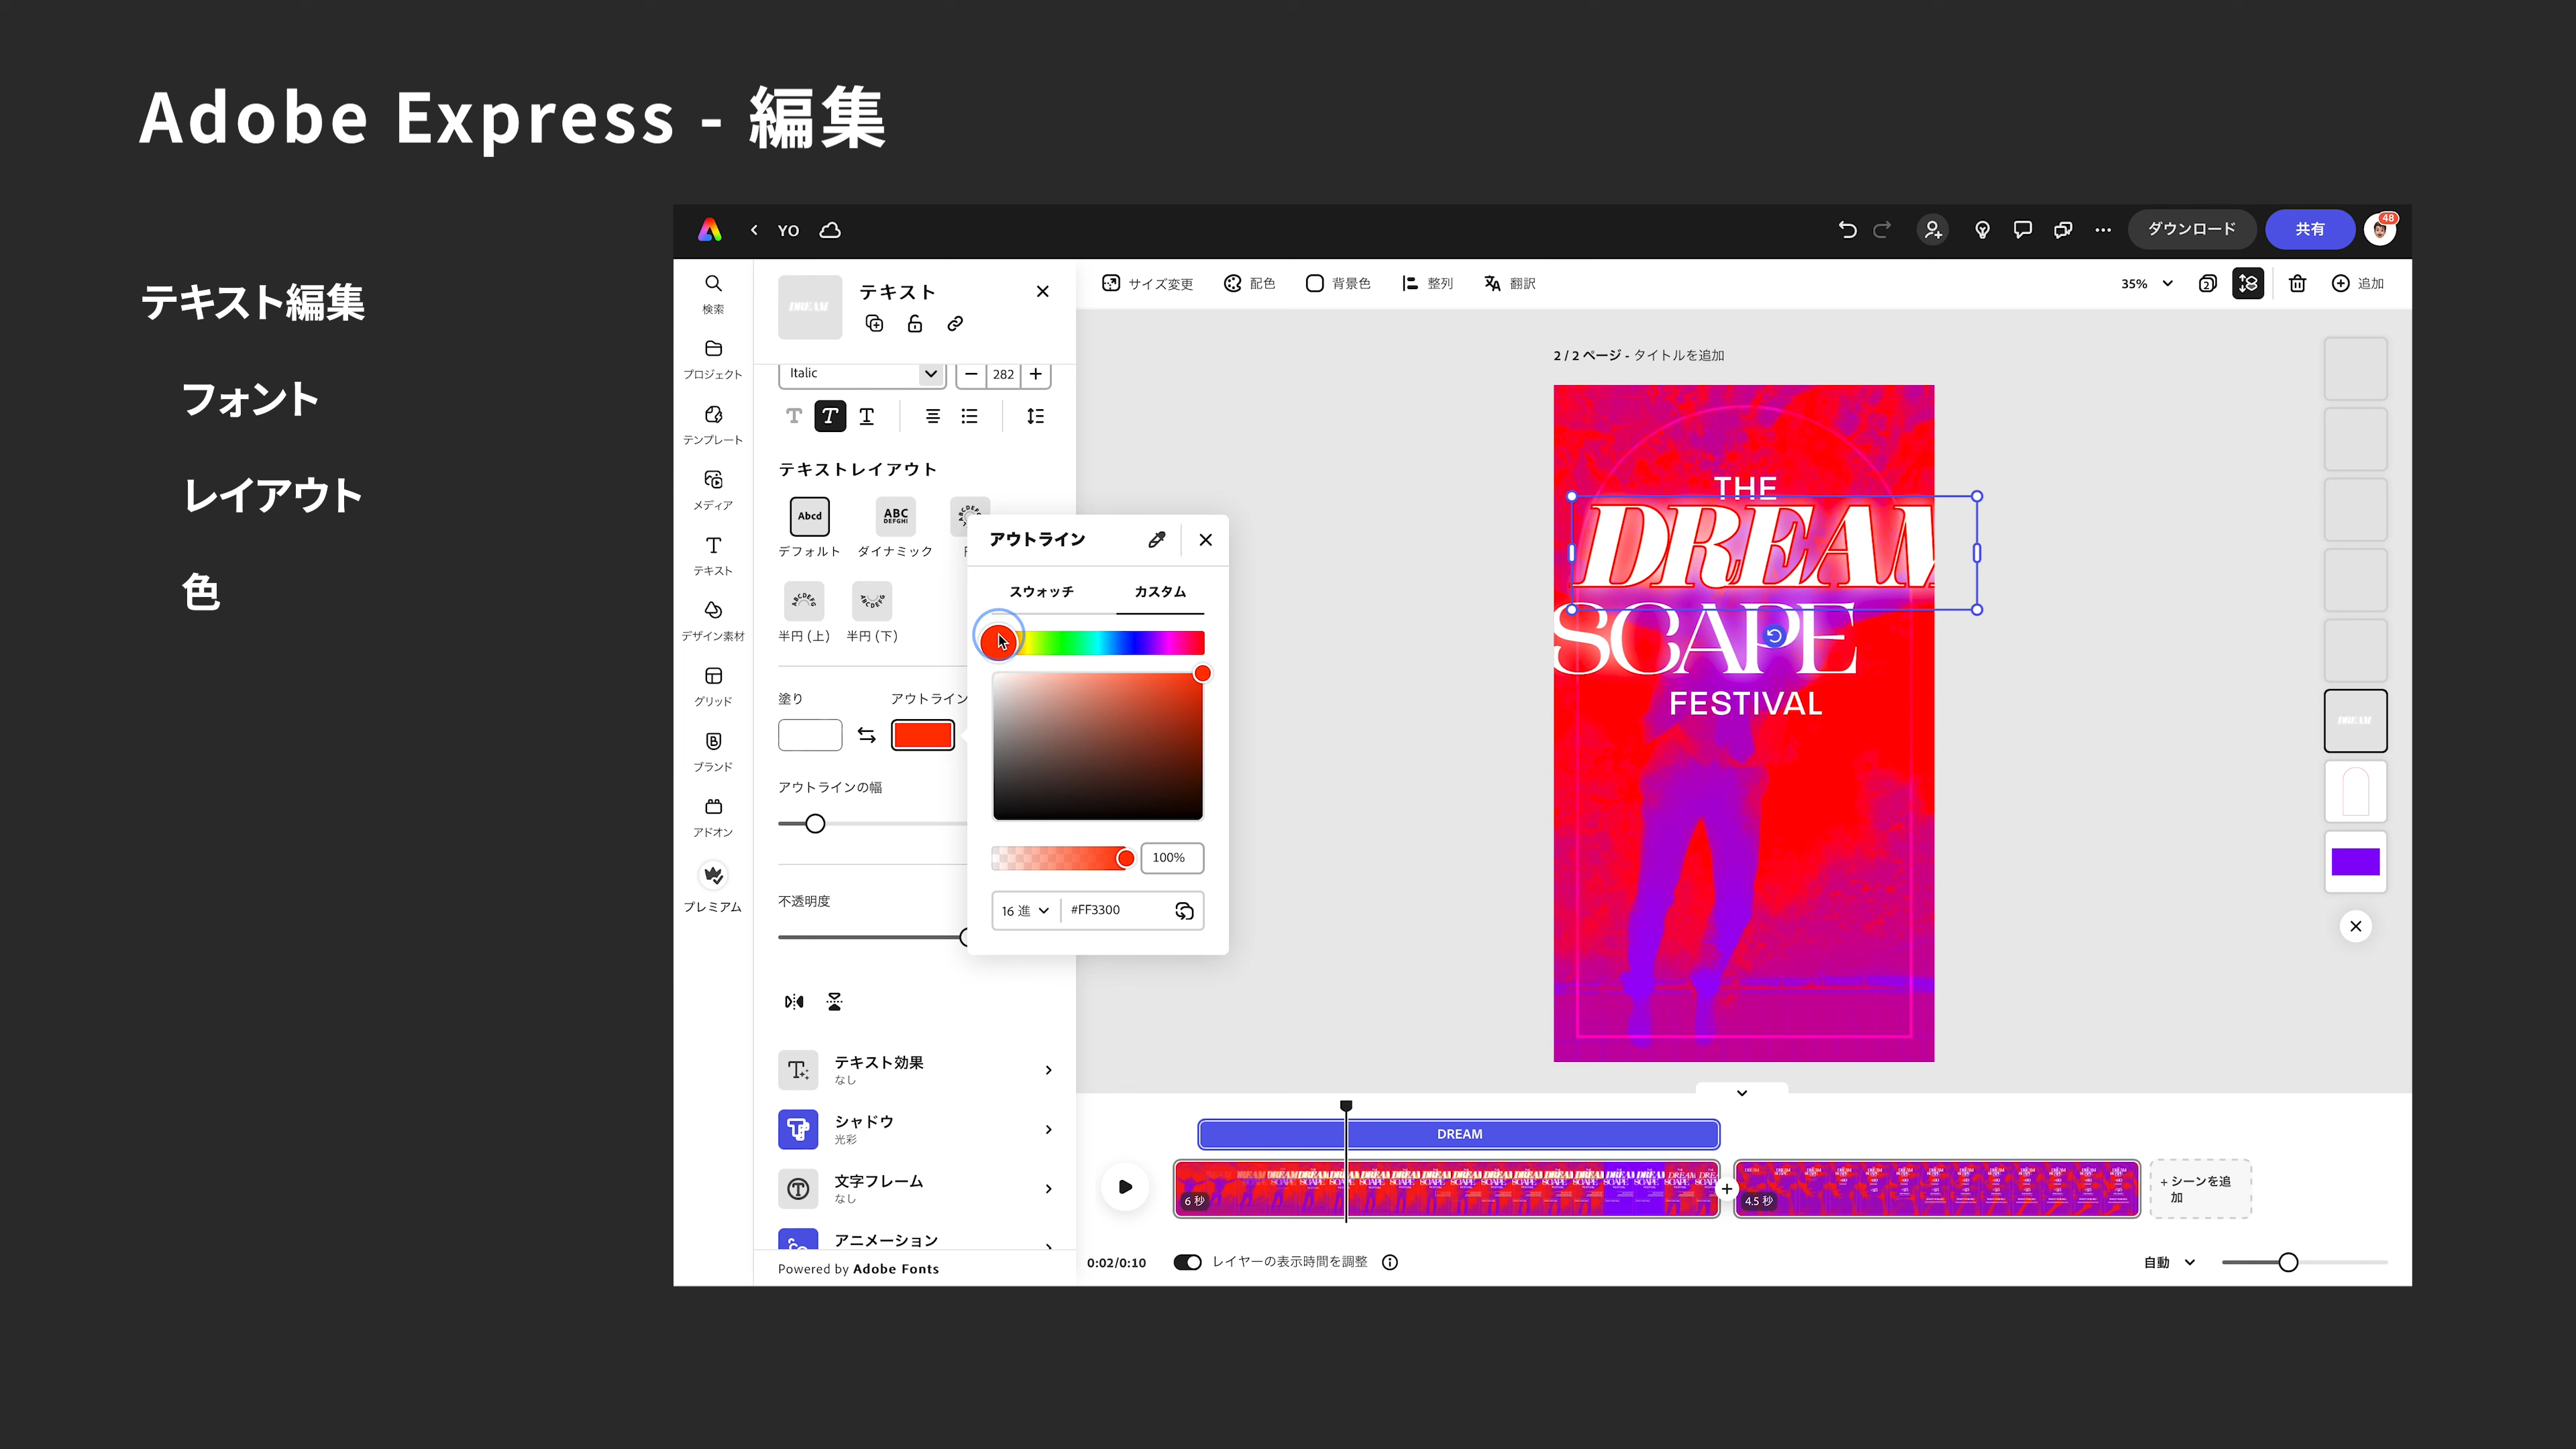 Adobe Express - 編集
テキスト編集
フォント
レイアウト
色
YO
ダウンロード
共有
48
検索
プロジェクト
テンプレート
メディア
テキスト
デザイン素材
グリッド
ブランド
アドオン
プレミアム
DREAM
テキスト
Italic
282
テキストレイアウト
Abcd
デフォルト
ABC
DEFGHI
ダイナミック
ABCDEFG
半円 (上)
ABCDEFG
半円 (下)
塗り
アウトライン
アウトラインの幅
不透明度
テキスト効果
なし
シャドウ
光彩
文字フレーム
なし
アニメーション
Powered by Adobe Fonts
アウトライン
スウォッチ
カスタム
100%
16 進
#FF3300
サイズ変更
配色
背景色
整列
翻訳
35%
2
追加
2 / 2 ページ - タイトルを追加
THE
DREAM
SCAPE
FESTIVAL
DREAM
DREAM
6 秒
4.5 秒
+ シーンを追
加
0:02/0:10
レイヤーの表示時間を調整
自動